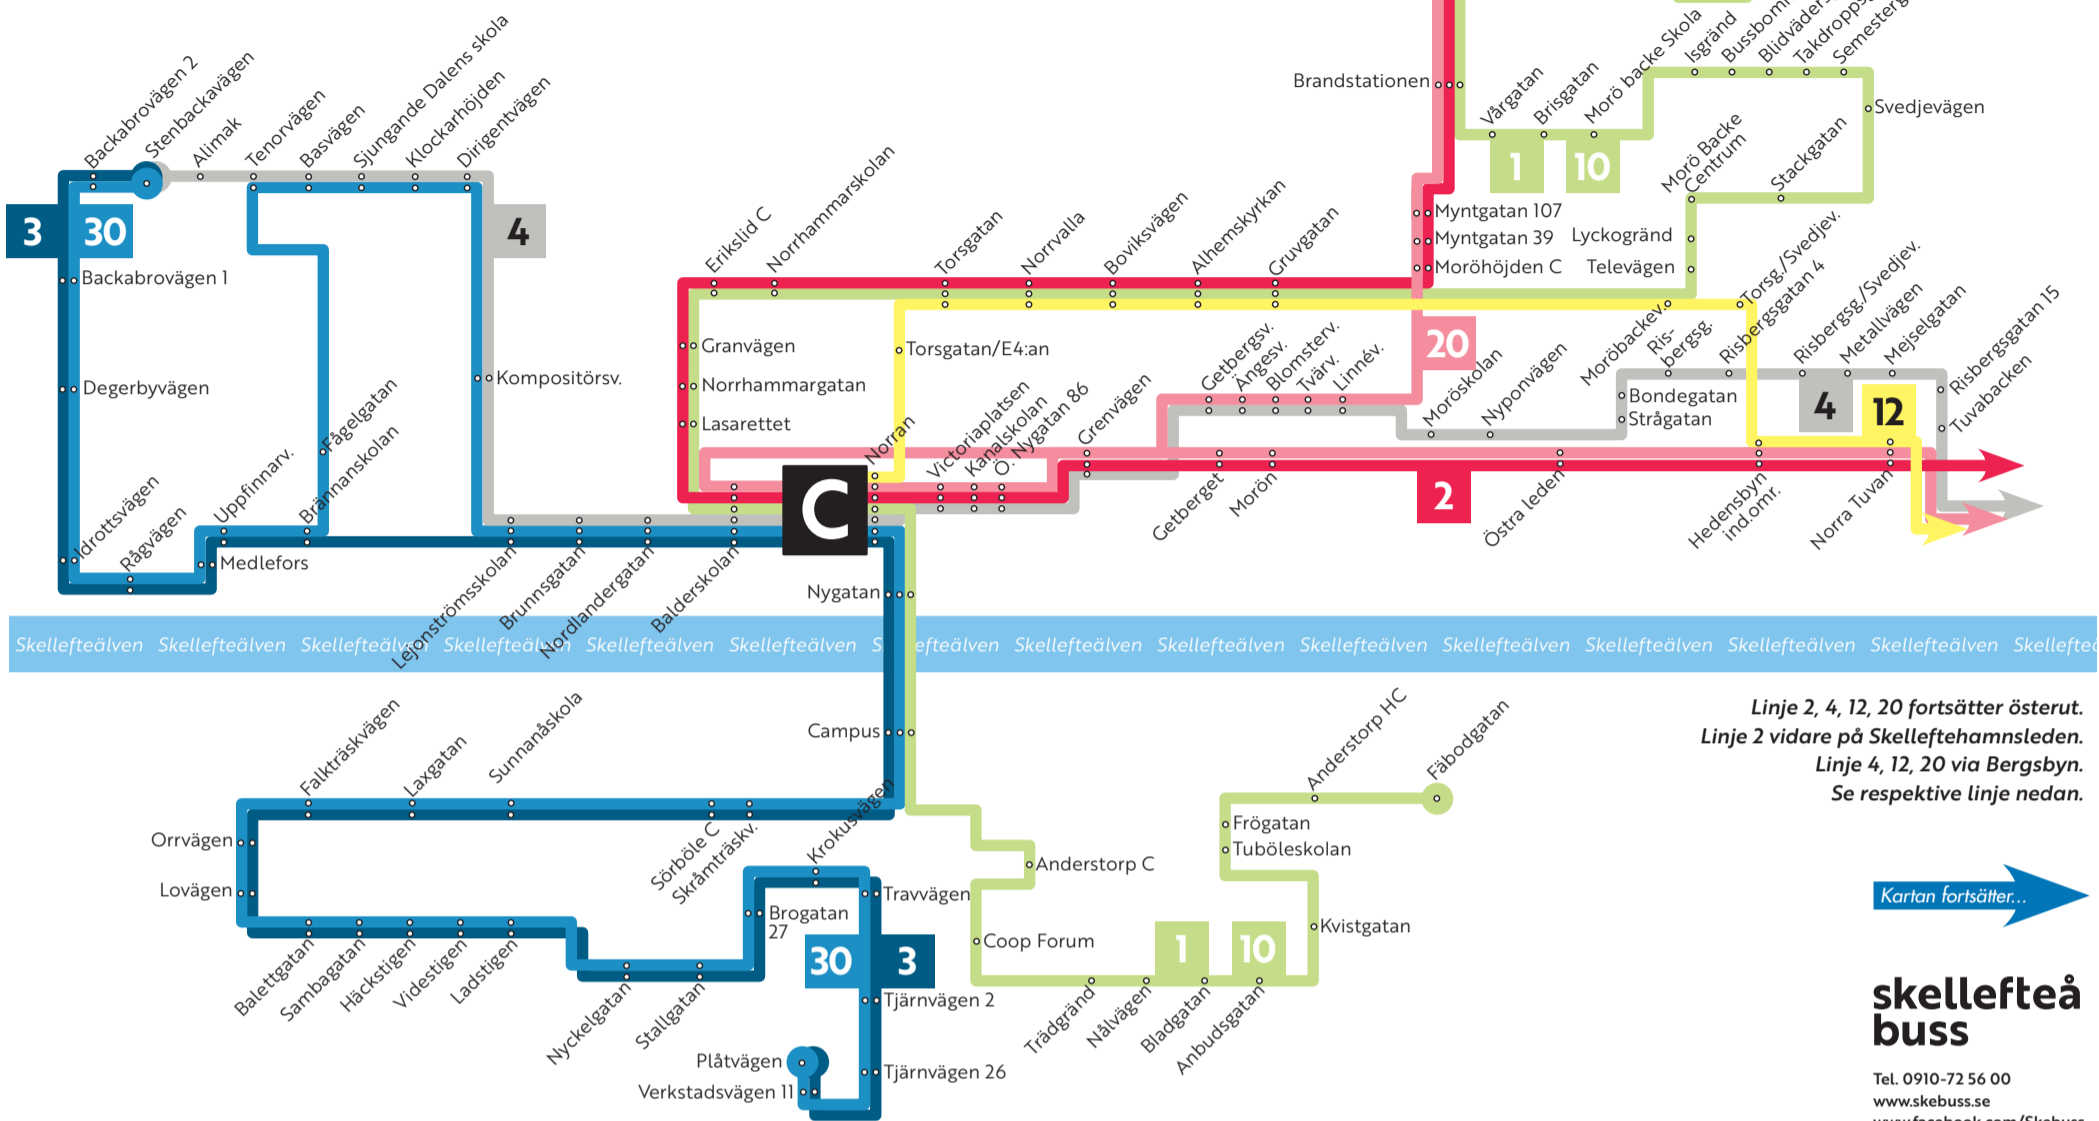 Backabrovägen 2
Stenbackavägen
Alimak
Tenorvägen
Basvägen
Sjungande Dalens skola
Klockarhöjden
Dirigentvägen
3
30
4
Backabrovägen 1
Degerbyvägen
Kompositörsv.
Idrottsvägen
Rågvägen
Uppfinnarv.
Medlefors
Brännanskolan
Fågelgatan
Lejonströmsskolan
Brunnsgatan
Nordlandergatan
Balderskolan
Erikslid C
Norrhammarskolan
Torsgatan
Norrvalla
Boviksvägen
Alhemskyrkan
Gruvgatan
Granvägen
Norrhammargatan
Lasarettet
Torsgatan/E4:an
C
Norran
Victoriaplatsen
Kanalskolan
Ö. Nygatan 86
Grenvägen
Getbergsv.
Ängesv.
Blomsterv.
Tvärv.
Linnév.
Brandstationen
Vårgatan
Brisgatan
Morö backe Skola
Isgränd
Svedjevägen
1
10
Morö Backe
Centrum
Stackgatan
Myntgatan 107
Myntgatan 39
Moröhöjden C
Lyckogränd
Televägen
20
Moröskolan
Nyponvägen
Moröbackev.
Ris-
bergsg.
Torsg./Svedjev.
Risbergsgatan 4
Risbergsg./Svedjev.
Metallvägen
Mejselgatan
Risbergsgatan 15
Tuvabacken
Bondegatan
Strågatan
4
12
Getberget
Morön
2
Östra leden
Hedensbyn
ind.omr.
Norra Tuvan
Nygatan
Skellefteälven Skellefteälven Skellefteälven Skellefteälven Skellefteälven Skellefteälven Skellefteälven Skellefteälven Skellefteälven Skellefteälven Skellefteälven Skellefteälven Skellefteälven Skellefteälven
Campus
Falkträskvägen
Laxgatan
Sunnanåskola
Sörböle C
Skråmträskv.
Krokusvägen
Orrvägen
Lovägen
Balettgatan
Sambagatan
Häckstigen
Videstigen
Ladstigen
Nyckelgatan
Stallgatan
Brogatan
27
Travvägen
30
3
Tjärnvägen 2
Tjärnvägen 26
Plåtvägen
Verkstadsvägen 11
Anderstorp C
Coop Forum
Trädgränd
Nålvägen
Bladgatan
Anbudsgatan
1
10
Kvistgatan
Tuböleskolan
Frögatan
Anderstorp HC
Fäbodgatan
Linje 2, 4, 12, 20 fortsätter österut.
Linje 2 vidare på Skelleftehamnsleden.
Linje 4, 12, 20 via Bergsbyn.
Se respektive linje nedan.
Kartan fortsätter...
skellefteå
buss
Tel. 0910-72 56 00
www.skebuss.se
www.facebook.com/Skebuss